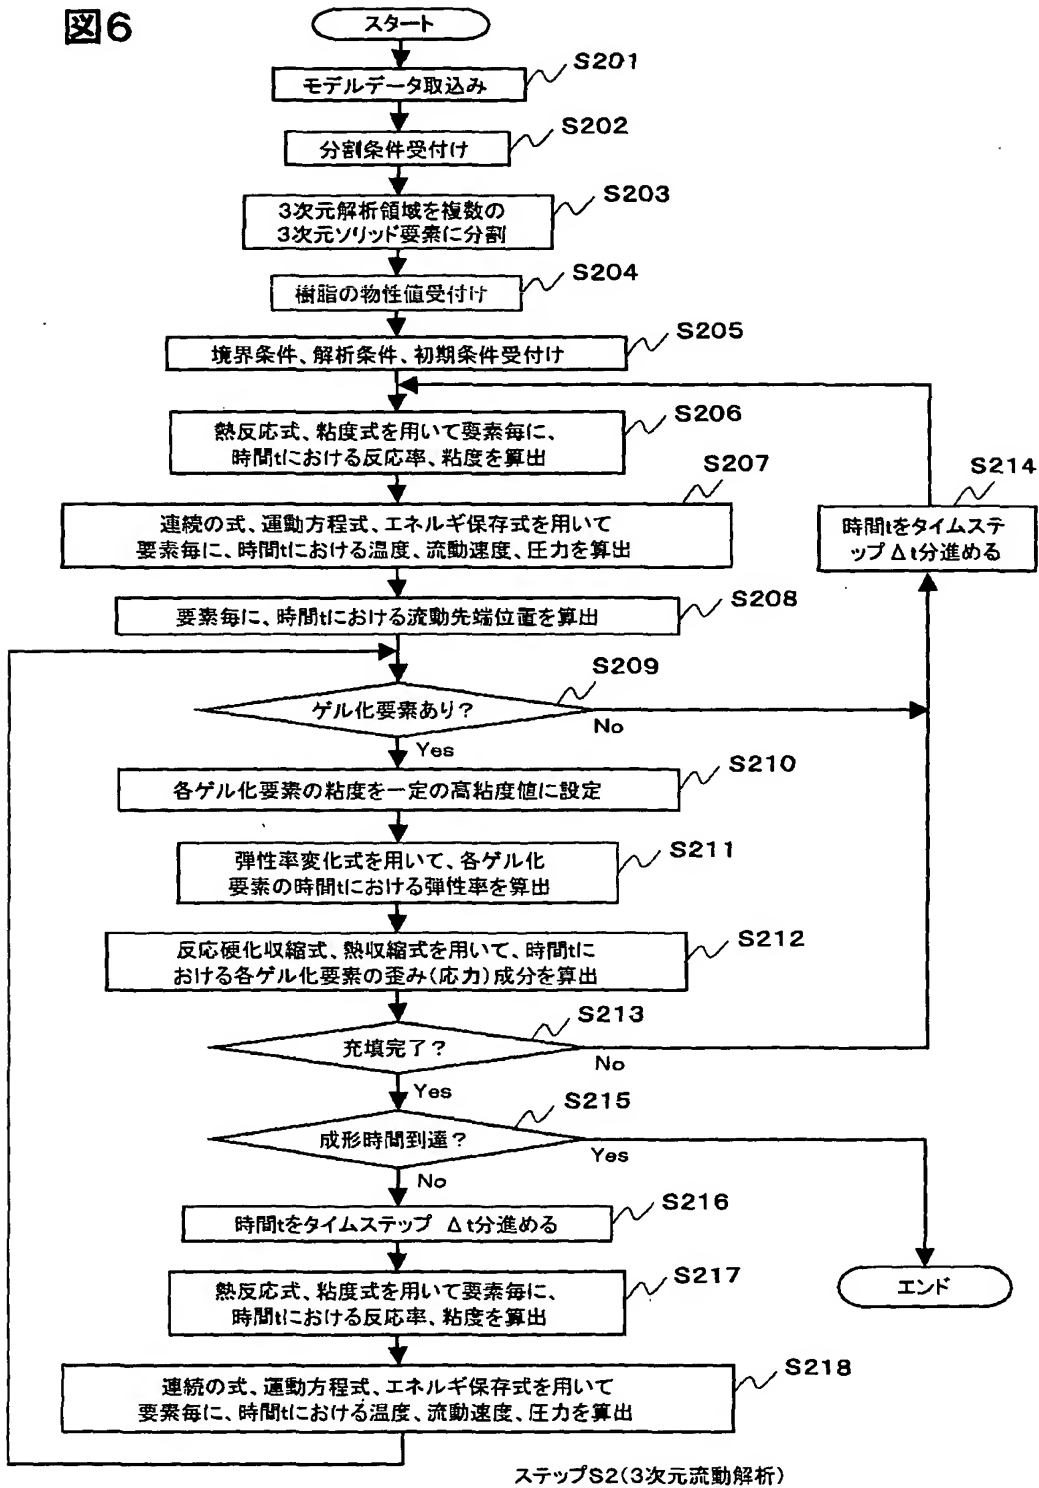 図6
スタート
S201
モデルデータ取込み
S202
分割条件受付け
S203
3次元解析領域を複数の
3次元ソリッド要素に分割
S204
樹脂の物性値受付け
S205
境界条件、解析条件、初期条件受付け
S206
熱反応式、粘度式を用いて要素毎に、
時間tにおける反応率、粘度を算出
S207
連続の式、運動方程式、エネルギ保存式を用いて
要素毎に、時間tにおける温度、流動速度、圧力を算出
S214
時間tをタイムステ
ップ Δt分進める
S208
要素毎に、時間tにおける流動先端位置を算出
S209
ゲル化要素あり?
No
Yes
S210
各ゲル化要素の粘度を一定の高粘度値に設定
S211
弾性率変化式を用いて、各ゲル化
要素の時間tにおける弾性率を算出
S212
反応硬化収縮式、熱収縮式を用いて、時間tに
おける各ゲル化要素の歪み(応力)成分を算出
S213
充填完了?
No
Yes
S215
成形時間到達?
Yes
No
S216
時間tをタイムステップ Δt分進める
S217
熱反応式、粘度式を用いて要素毎に、
時間tにおける反応率、粘度を算出
エンド
S218
連続の式、運動方程式、エネルギ保存式を用いて
要素毎に、時間tにおける温度、流動速度、圧力を算出
ステップS2(3次元流動解析)